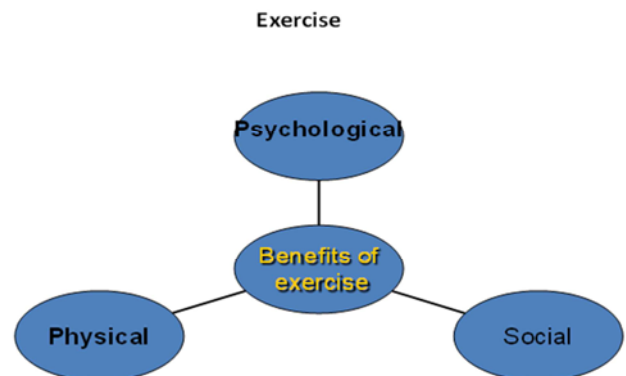 Exercise
Psychological
Benefits of
exercise
Physical
Social